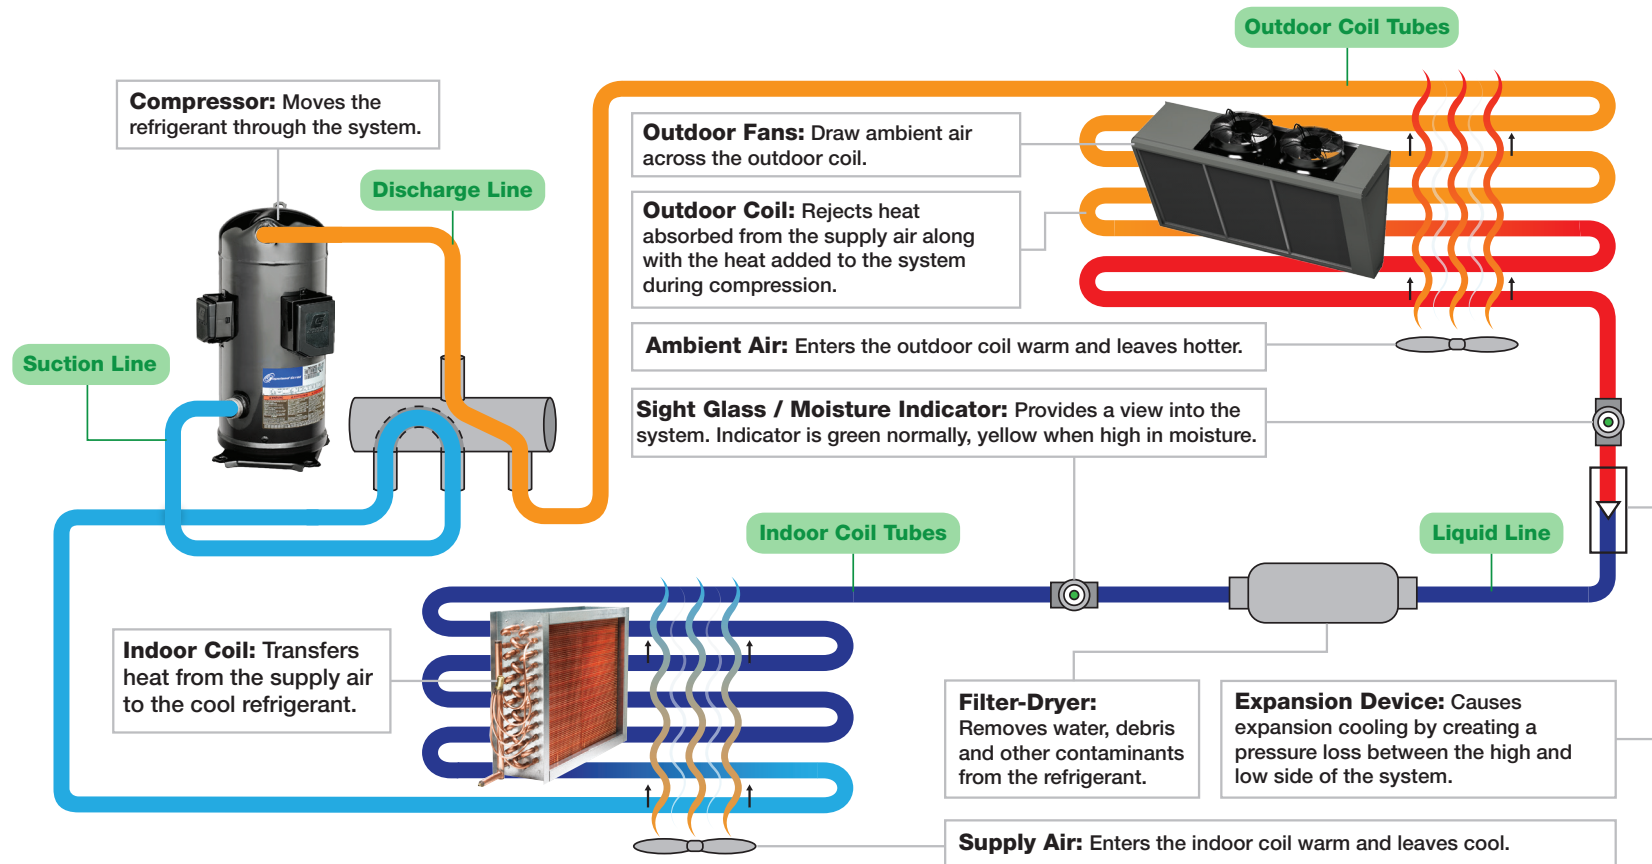 Outdoor Coil Tubes
Compressor: Moves the
refrigerant through the system.
Discharge Line
Outdoor Fans: Draw ambient air
across the outdoor coil.
Outdoor Coil: Rejects heat
absorbed from the supply air along
with the heat added to the system
during compression.
Suction Line
Ambient Air: Enters the outdoor coil warm and leaves hotter.
Sight Glass / Moisture Indicator: Provides a view into the
system. Indicator is green normally, yellow when high in moisture.
Indoor Coil Tubes
Liquid Line
Indoor Coil: Transfers
heat from the supply air
to the cool refrigerant.
Filter-Dryer:
Removes water, debris
and other contaminants
from the refrigerant.
Expansion Device: Causes
expansion cooling by creating a
pressure loss between the high and
low side of the system.
Supply Air: Enters the indoor coil warm and leaves cool.